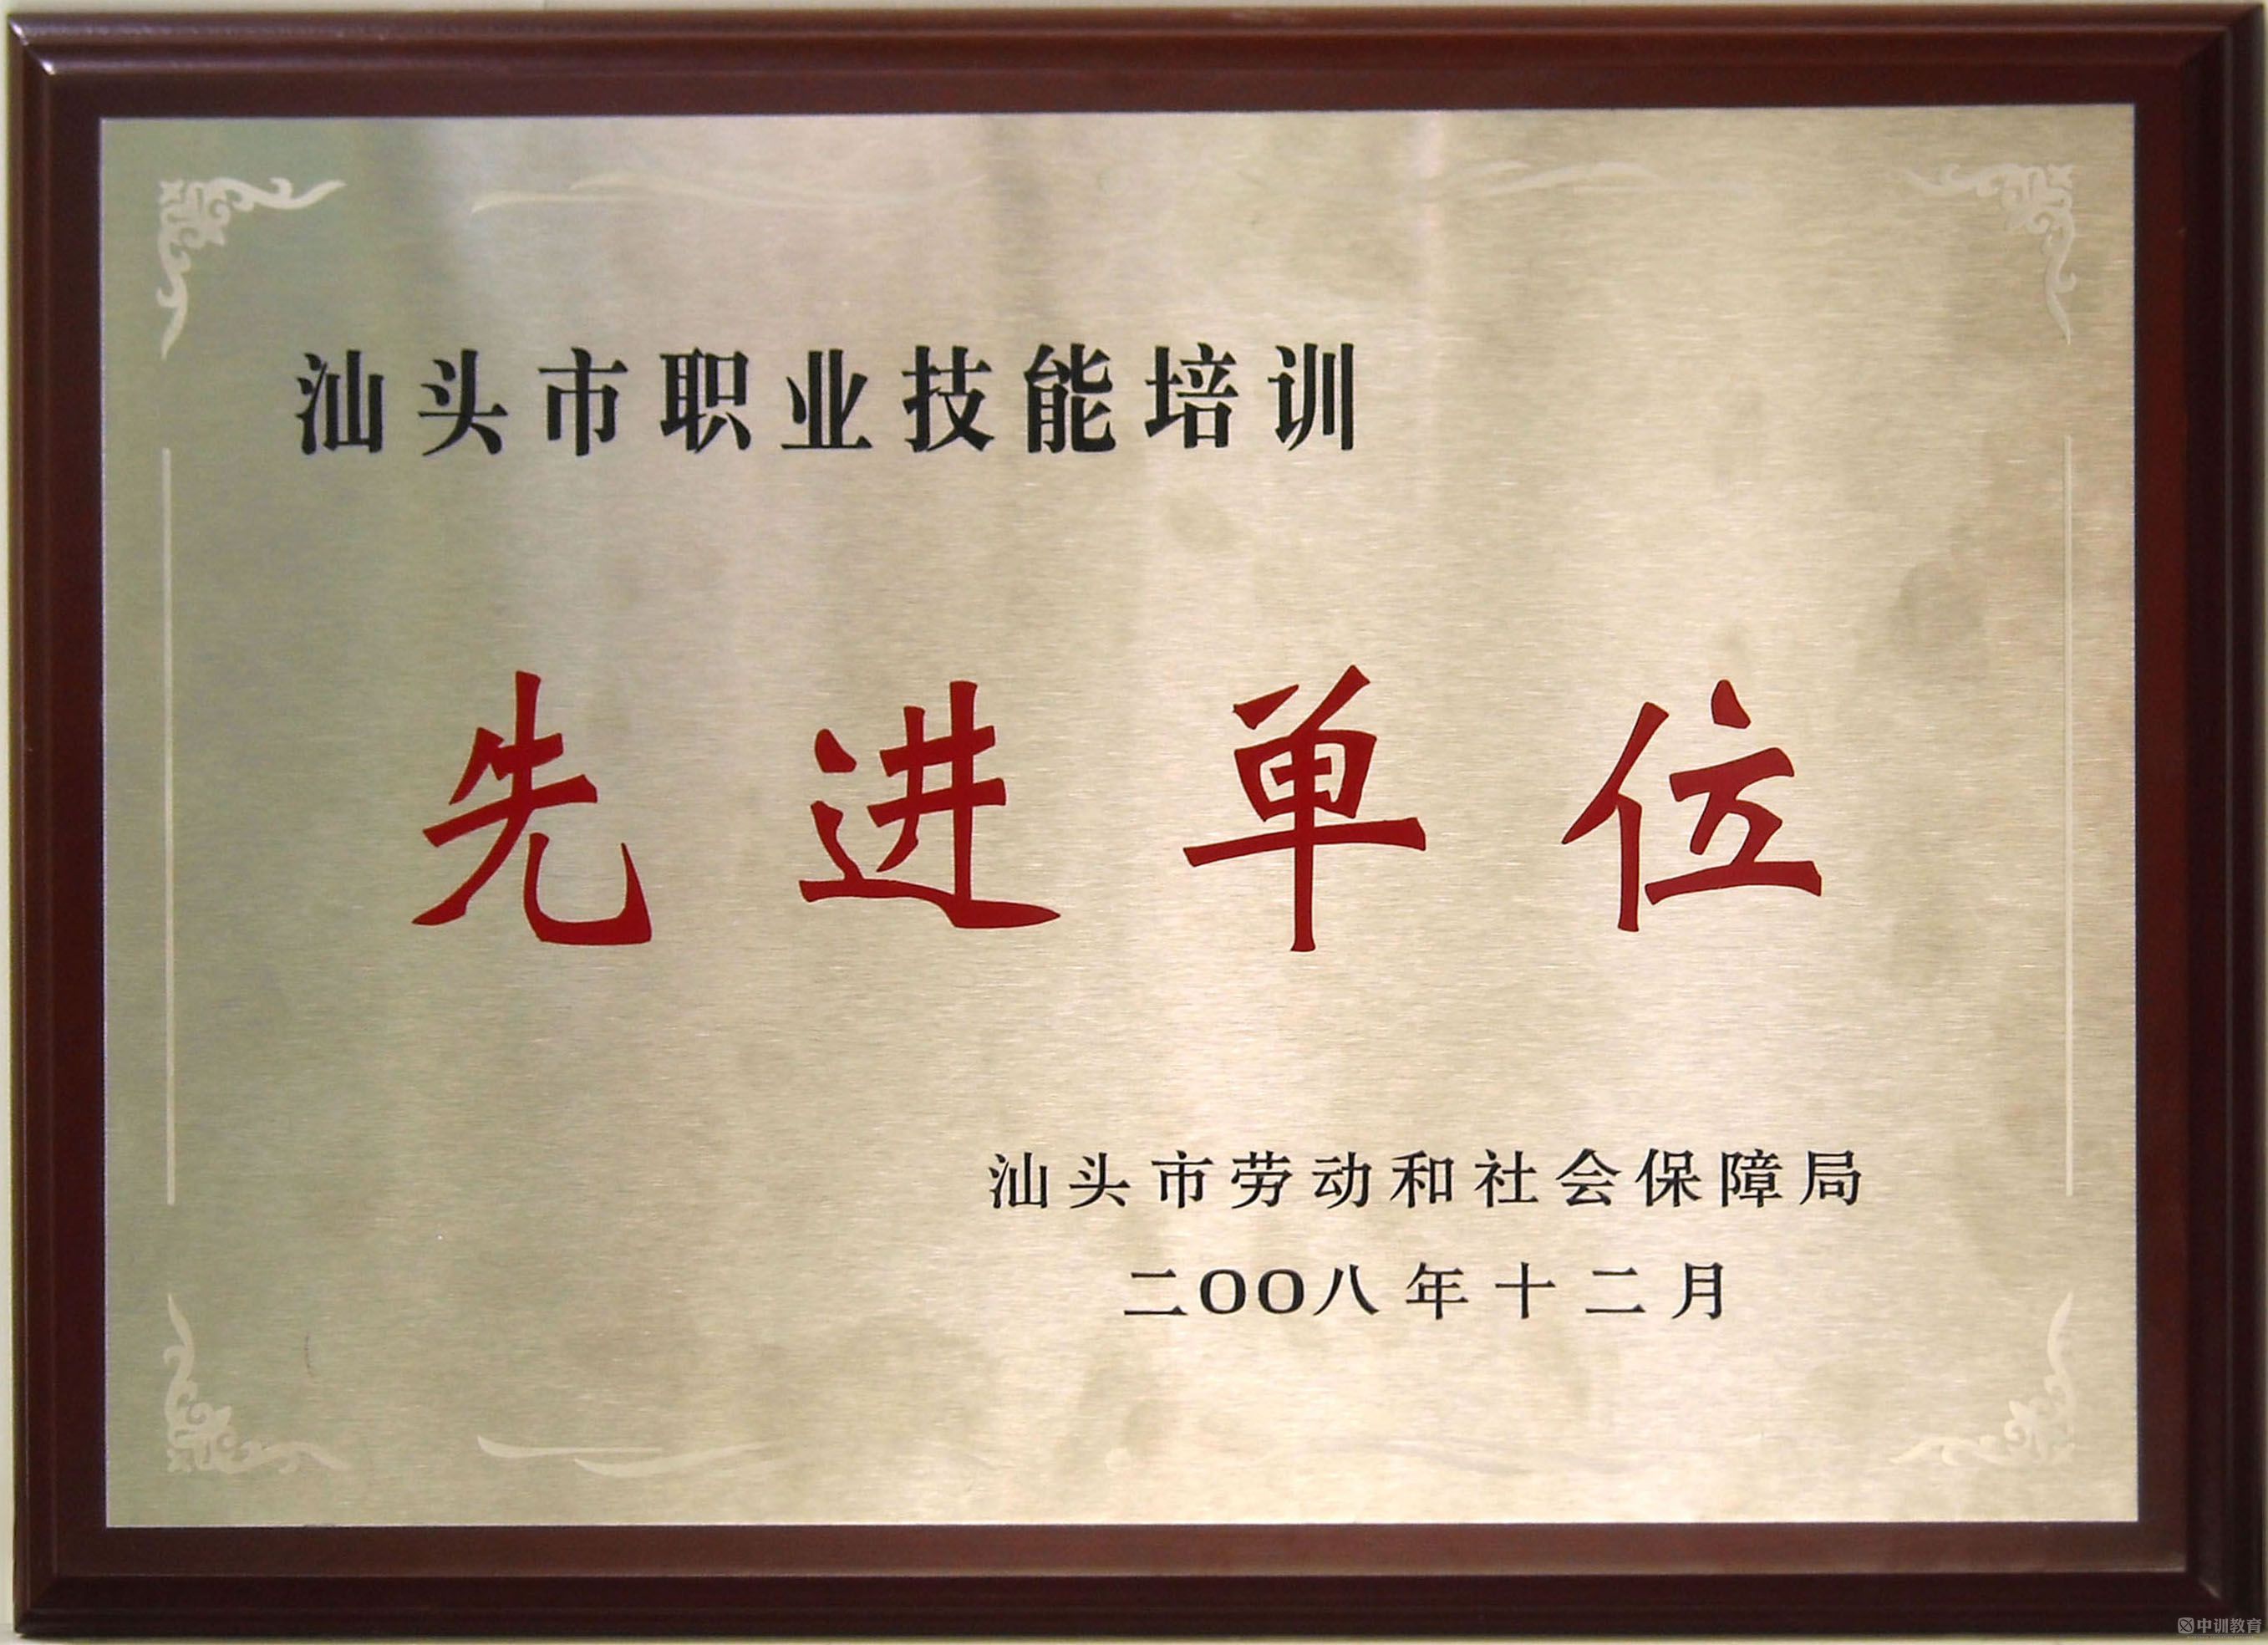 汕头市职业技能培训
先进单位
汕头市劳动和社会保障局
二OO八年十二月
中训教育